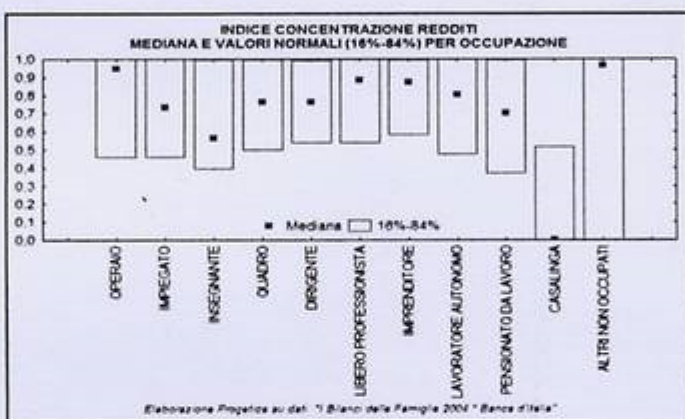 INDICE CONCENTRAZIONE REDDITI
MEDIANA E VALORI NORMALI (16%-84%) PER OCCUPAZIONE
1.0
0.9
0.8
0.7
0.6
0.5
0.4
0.3
0.2
0.1
0.0
Mediana 16%-84%
OPERAIO
IMPIEGATO
INSEGNANTE
QUADRO
DIRIGENTE
LIBERO PROFESSIONISTA
IMPRENDITORE
LAVORATORE AUTONOMO
PENSIONATO DA LAVORO
CASALINGA
ALTRI NON OCCUPATI
Elaborazione Progetica su dati "I Bilanci delle Famiglie 2004" Banca d'Italia"